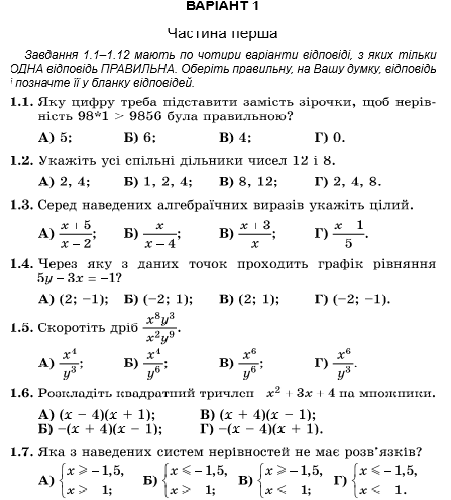 ВАРІАНТ 1
Частина перша
Завдання 1.1–1.12 мають по чотири варіанти відповіді, з яких тільки
ОДНА відповідь ПРАВИЛЬНА. Оберіть правильну, на Вашу думку, відповідь
і позначте її у бланку відповідей.
1.1. Яку цифру треба підставити замість зірочки, щоб нерів-
ність 98*1 > 9856 була правильною?
А) 5; Б) 6; В) 4; Г) 0.
1.2. Укажіть усі спільні дільники чисел 12 і 8.
А) 2, 4; Б) 1, 2, 4; В) 8, 12; Г) 2, 4, 8.
1.3. Серед наведених алгебраїчних виразів укажіть цілий.
А) (x + 5)/(x − 2); Б) x/(x − 4); В) (x + 3)/x; Г) (x 1)/5.
1.4. Через яку з даних точок проходить графік рівняння
5y − 3x = −1?
А) (2; −1); Б) (−2; 1); В) (2; 1); Г) (−2; −1).
1.5. Скоротіть дріб x⁸y³/x²y⁹.
А) x⁴/y³; Б) x⁴/y⁶; В) x⁶/y⁶; Г) x⁶/y³.
1.6. Розкладіть квадратний тричлен x² + 3x + 4 на множники.
А) (x − 4)(x + 1); В) (x + 4)(x − 1);
Б) −(x + 4)(x − 1); Г) −(x − 4)(x + 1).
1.7. Яка з наведених систем нерівностей не має розв'язків?
А) {x ⩾ −1,5, Б) {x ⩽ −1,5, В) {x ⩾ −1,5, Г) {x ⩽ −1,5,
x > 1; x > 1; x ⩽ 1; x ⩽ 1.